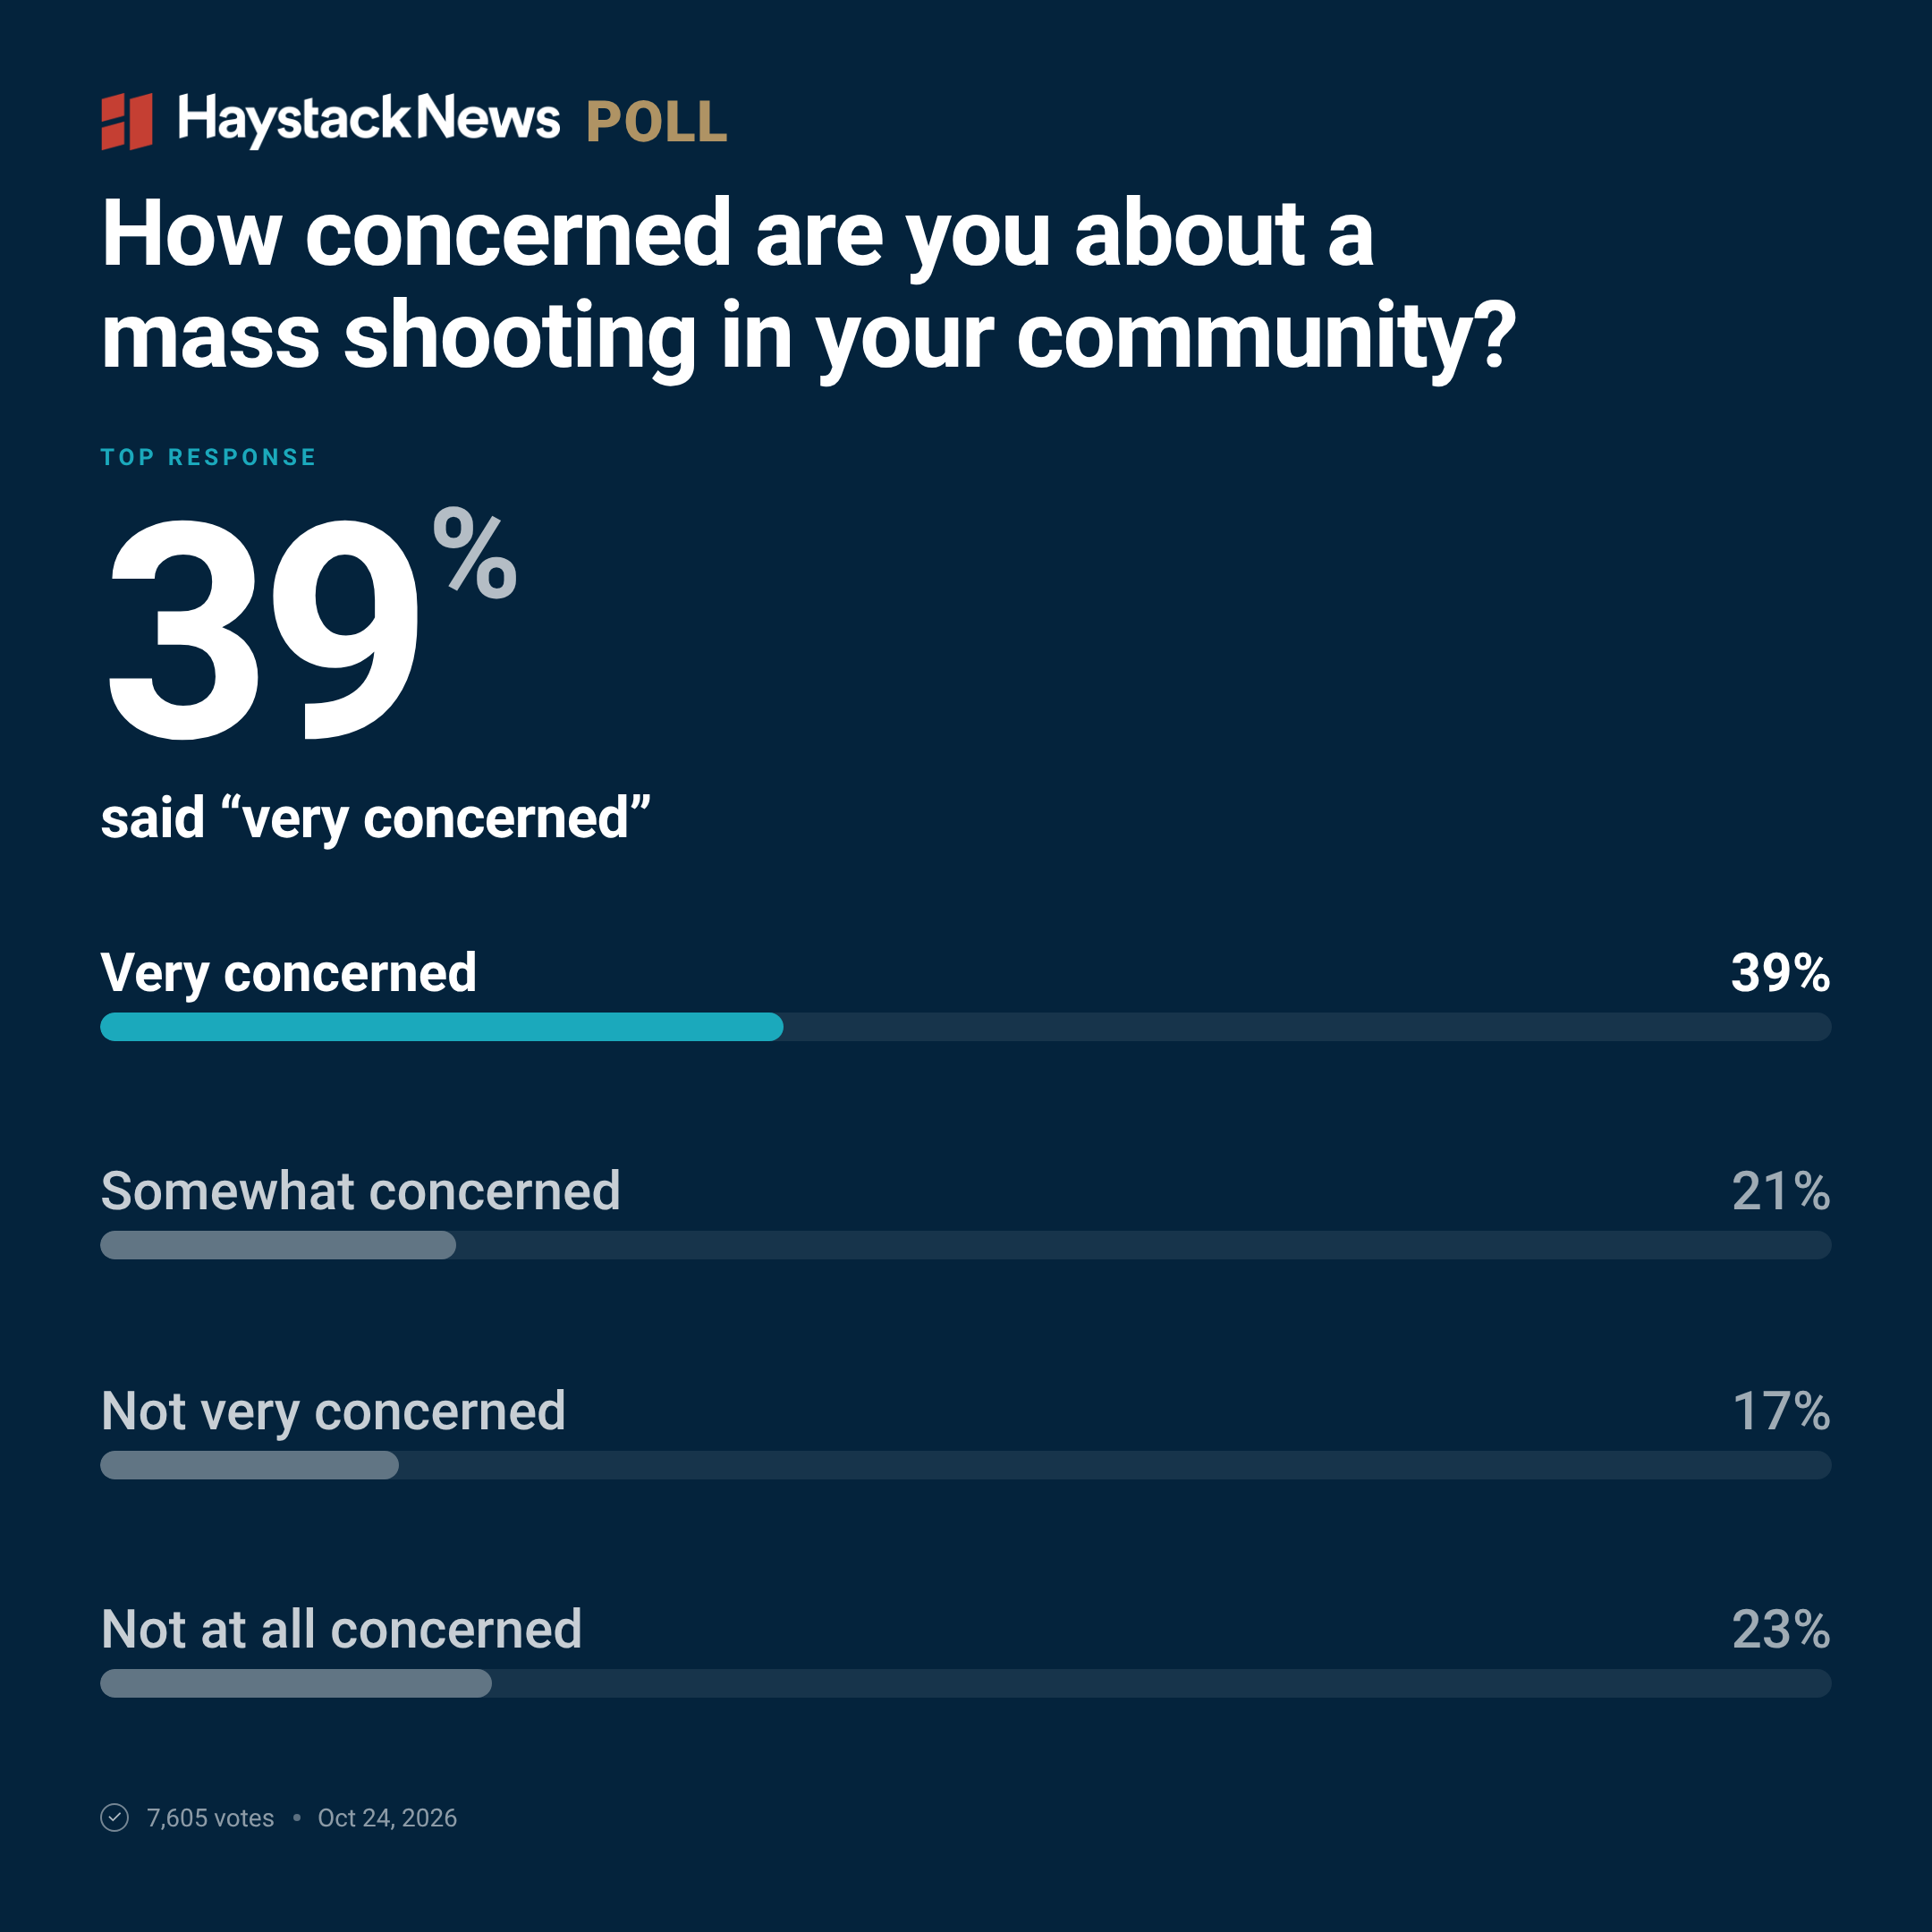 HaystackNews POLL
How concerned are you about a
mass shooting in your community?
TOP RESPONSE
39%
said “very concerned”
Very concerned 39%
Somewhat concerned 21%
Not very concerned 17%
Not at all concerned 23%
7,605 votes • Oct 24, 2026